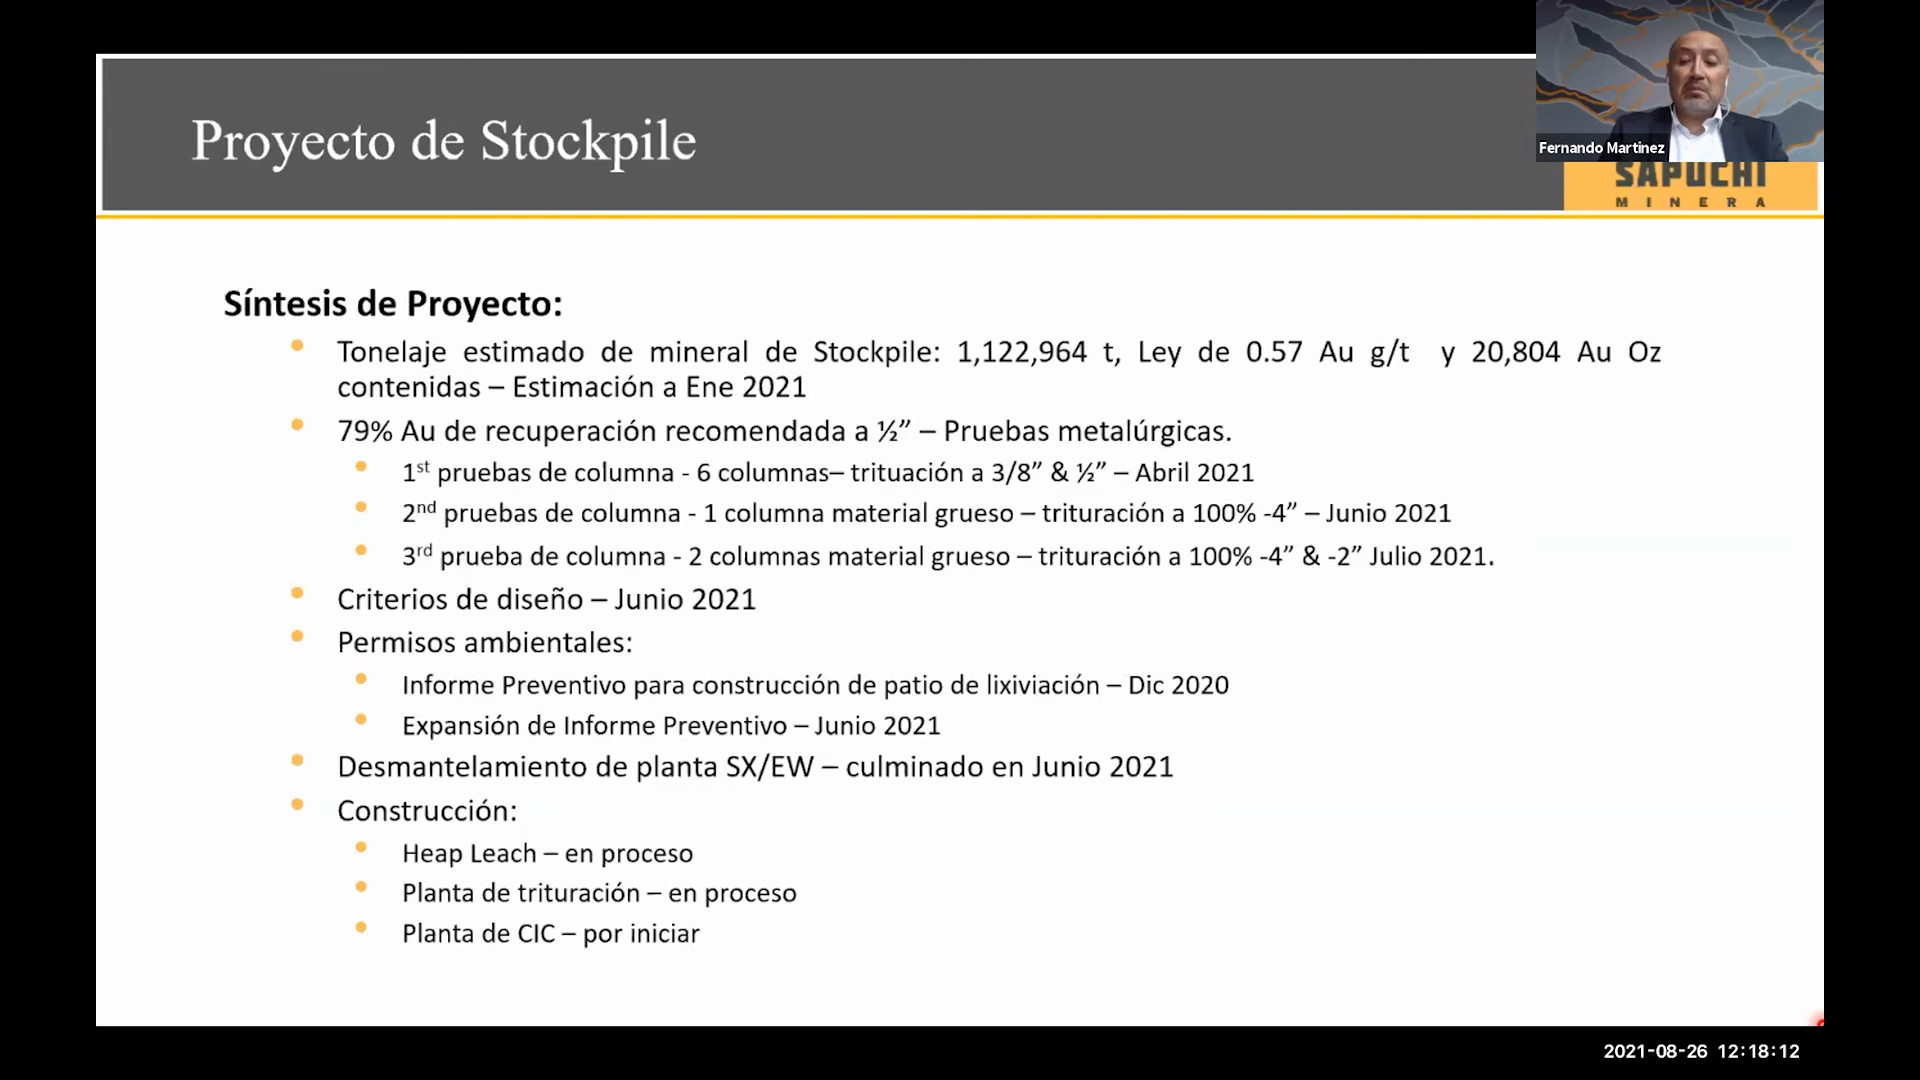 Proyecto de Stockpile
Fernando Martinez
SAPUCHI
MINERA
Síntesis de Proyecto:
Tonelaje estimado de mineral de Stockpile: 1,122,964 t, Ley de 0.57 Au g/t y 20,804 Au Oz
contenidas – Estimación a Ene 2021
79% Au de recuperación recomendada a ½” – Pruebas metalúrgicas.
1st pruebas de columna - 6 columnas– trituación a 3/8” & ½” – Abril 2021
2nd pruebas de columna - 1 columna material grueso – trituración a 100% -4” – Junio 2021
3rd prueba de columna - 2 columnas material grueso – trituración a 100% -4” & -2” Julio 2021.
Criterios de diseño – Junio 2021
Permisos ambientales:
Informe Preventivo para construcción de patio de lixiviación – Dic 2020
Expansión de Informe Preventivo – Junio 2021
Desmantelamiento de planta SX/EW – culminado en Junio 2021
Construcción:
Heap Leach – en proceso
Planta de trituración – en proceso
Planta de CIC – por iniciar
2021-08-26 12:18:12